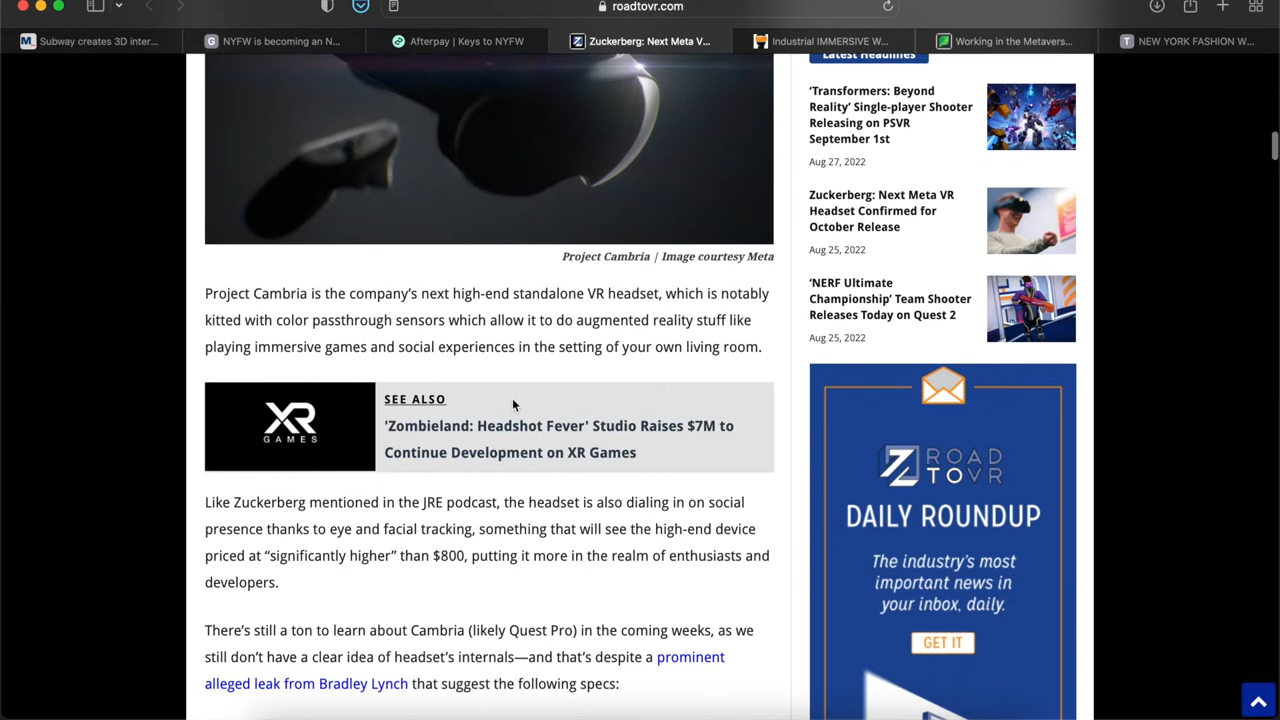 roadtovr.com
Subway creates 3D inter...
NYFW is becoming an N...
Afterpay | Keys to NYFW
Zuckerberg: Next Meta V...
Industrial IMMERSIVE W...
Working in the Metavers...
NEW YORK FASHION W...
Project Cambria | Image courtesy Meta
Project Cambria is the company's next high-end standalone VR headset, which is notably
kitted with color passthrough sensors which allow it to do augmented reality stuff like
playing immersive games and social experiences in the setting of your own living room.
XR
GAMES
SEE ALSO
'Zombieland: Headshot Fever' Studio Raises $7M to
Continue Development on XR Games
Like Zuckerberg mentioned in the JRE podcast, the headset is also dialing in on social
presence thanks to eye and facial tracking, something that will see the high-end device
priced at “significantly higher” than $800, putting it more in the realm of enthusiasts and
developers.
There's still a ton to learn about Cambria (likely Quest Pro) in the coming weeks, as we
still don't have a clear idea of headset's internals—and that's despite a prominent
alleged leak from Bradley Lynch that suggest the following specs:
Latest Headlines
‘Transformers: Beyond
Reality’ Single-player Shooter
Releasing on PSVR
September 1st
Aug 27, 2022
Zuckerberg: Next Meta VR
Headset Confirmed for
October Release
Aug 25, 2022
‘NERF Ultimate
Championship’ Team Shooter
Releases Today on Quest 2
Aug 25, 2022
ROAD
TOVR
DAILY ROUNDUP
The industry's most
important news in
your inbox, daily.
GET IT